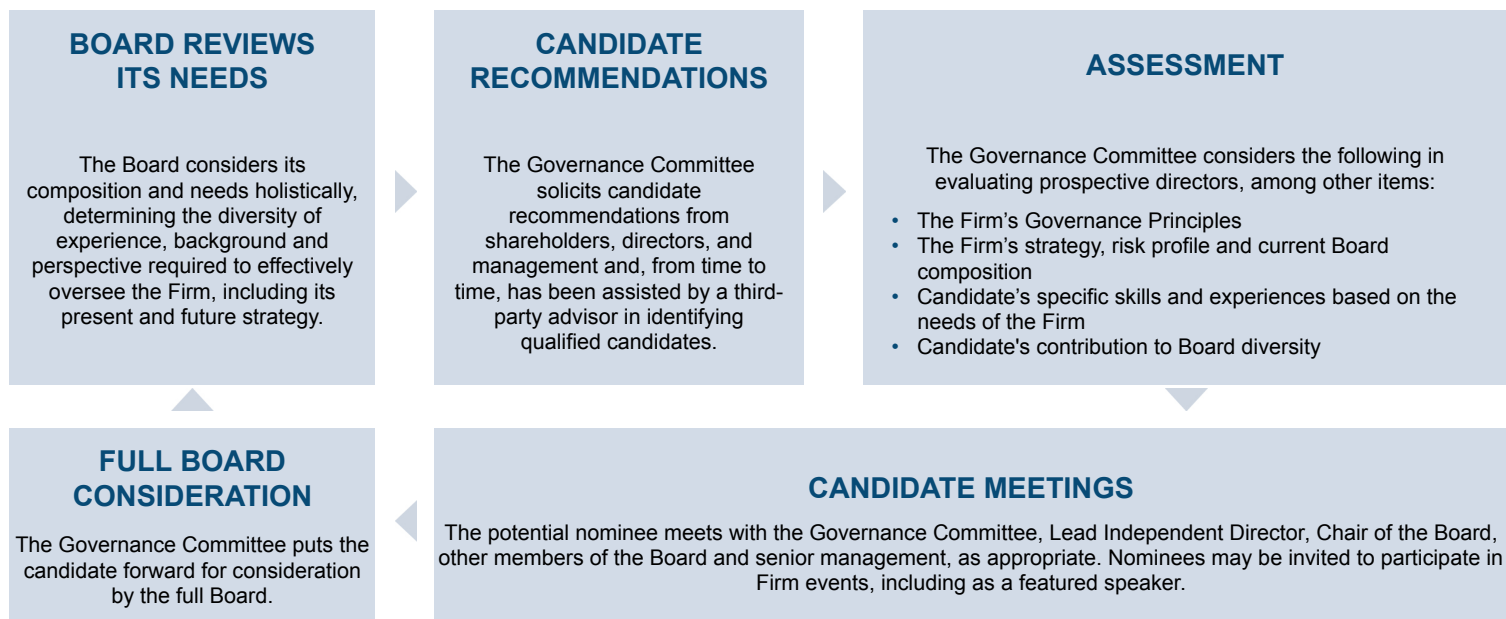 BOARD REVIEWS
ITS NEEDS
The Board considers its
composition and needs holistically,
determining the diversity of
experience, background and
perspective required to effectively
oversee the Firm, including its
present and future strategy.
CANDIDATE
RECOMMENDATIONS
The Governance Committee
solicits candidate
recommendations from
shareholders, directors, and
management and, from time to
time, has been assisted by a third-
party advisor in identifying
qualified candidates.
ASSESSMENT
The Governance Committee considers the following in
evaluating prospective directors, among other items:
• The Firm’s Governance Principles
• The Firm’s strategy, risk profile and current Board
composition
• Candidate’s specific skills and experiences based on the
needs of the Firm
• Candidate's contribution to Board diversity
CANDIDATE MEETINGS
The potential nominee meets with the Governance Committee, Lead Independent Director, Chair of the Board,
other members of the Board and senior management, as appropriate. Nominees may be invited to participate in
Firm events, including as a featured speaker.
FULL BOARD
CONSIDERATION
The Governance Committee puts the
candidate forward for consideration
by the full Board.